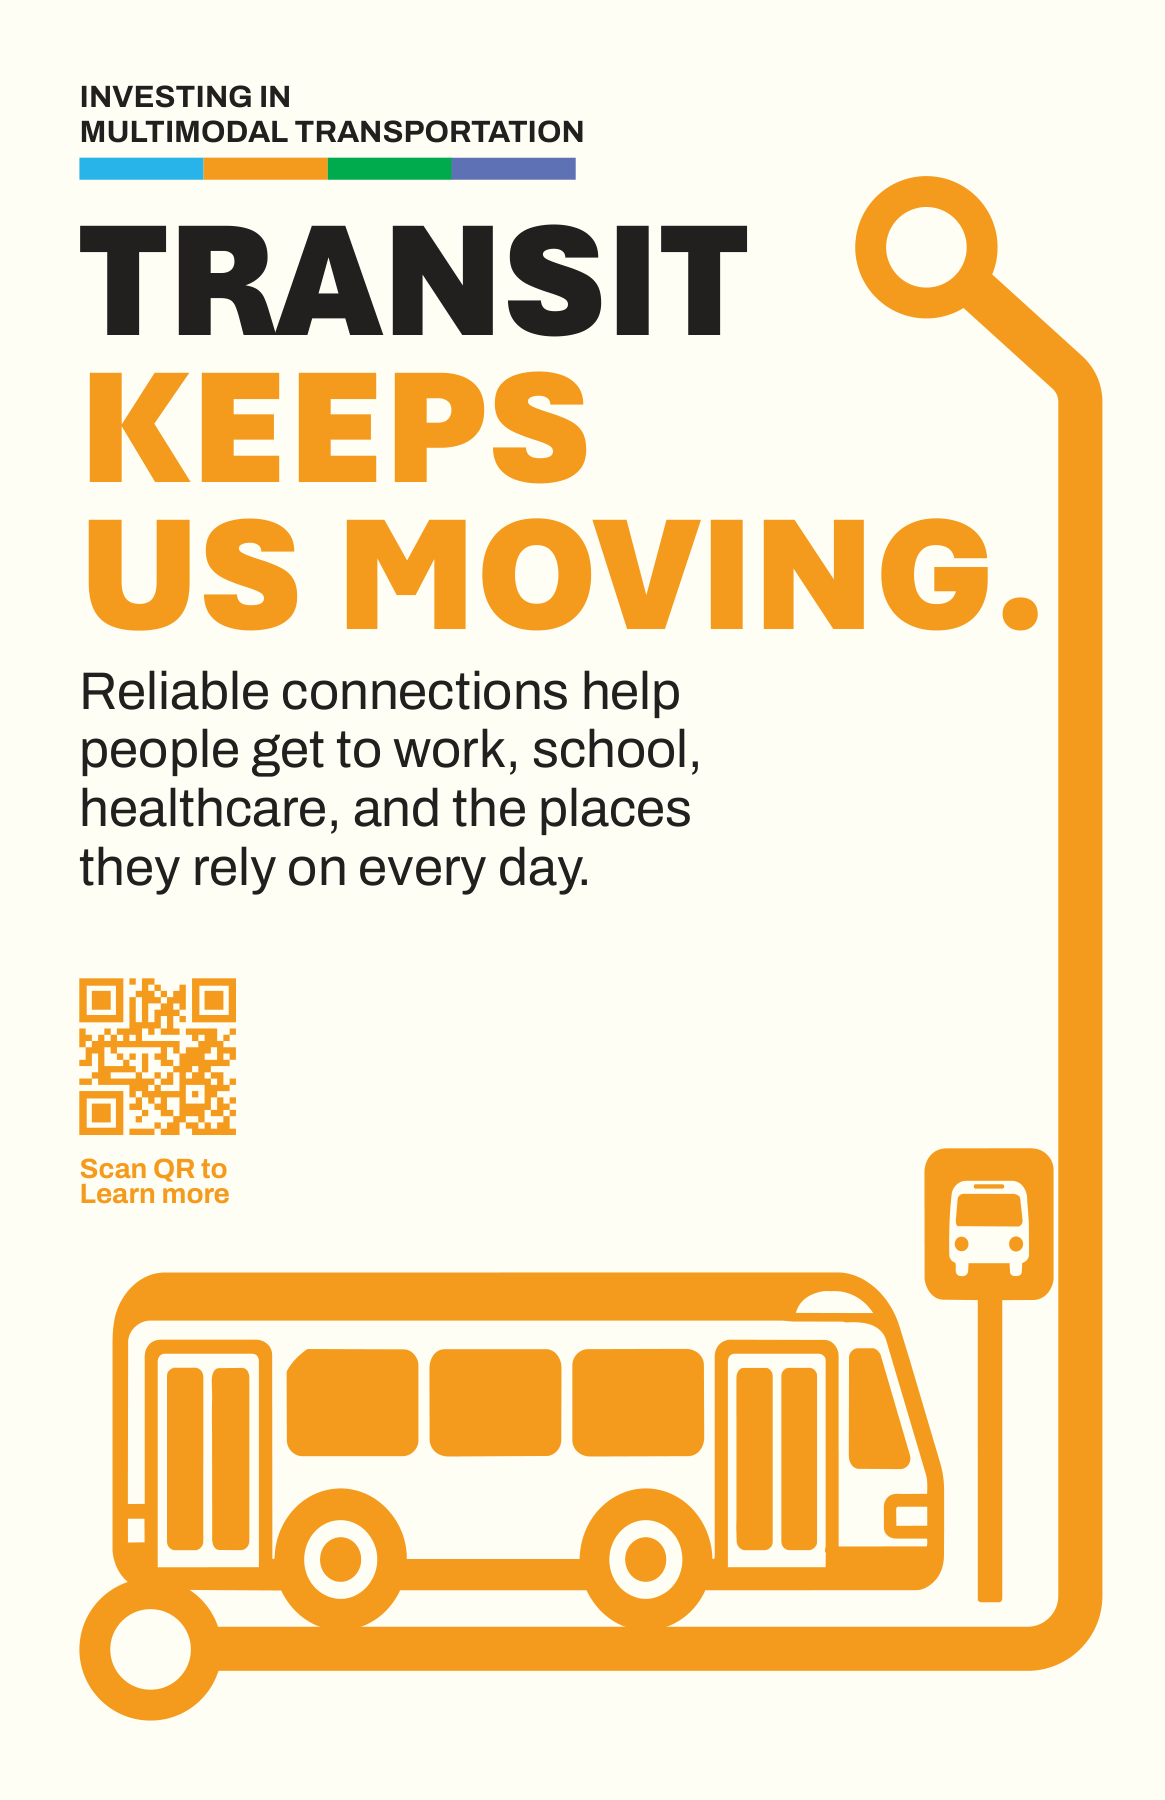 INVESTING IN
MULTIMODAL TRANSPORTATION
TRANSIT
KEEPS
US MOVING.
Reliable connections help
people get to work, school,
healthcare, and the places
they rely on every day.
Scan QR to
Learn more